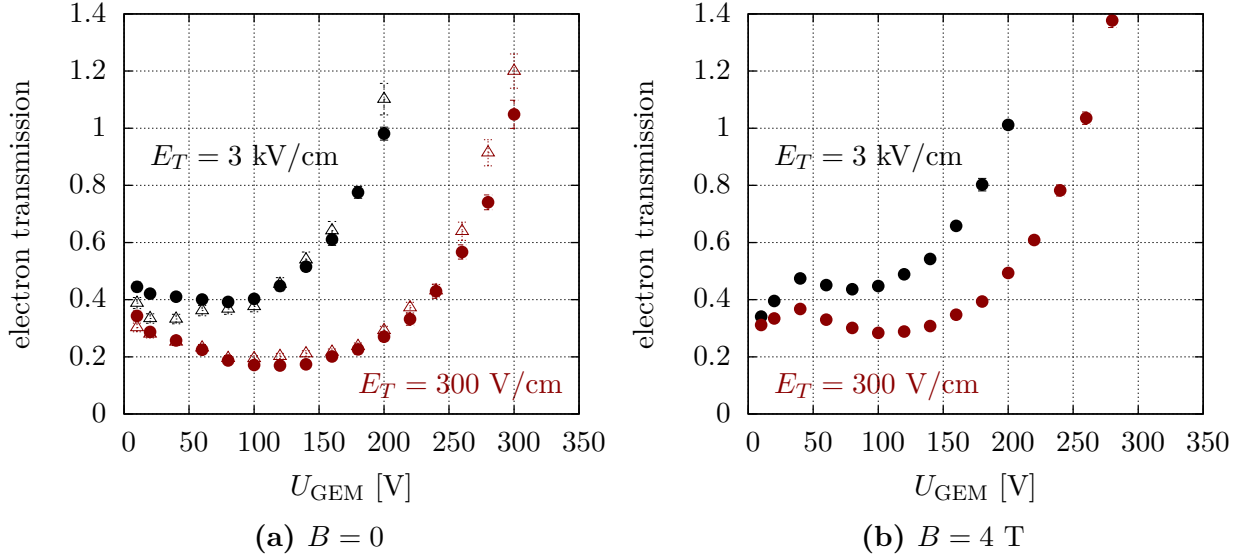 1.4
1.2
1
0.8
0.6
0.4
0.2
0
electron transmission
E_T = 3 kV/cm
E_T = 300 V/cm
0 50 100 150 200 250 300 350
U_GEM [V]
(a) B = 0
1.4
1.2
1
0.8
0.6
0.4
0.2
0
electron transmission
E_T = 3 kV/cm
E_T = 300 V/cm
0 50 100 150 200 250 300 350
U_GEM [V]
(b) B = 4 T